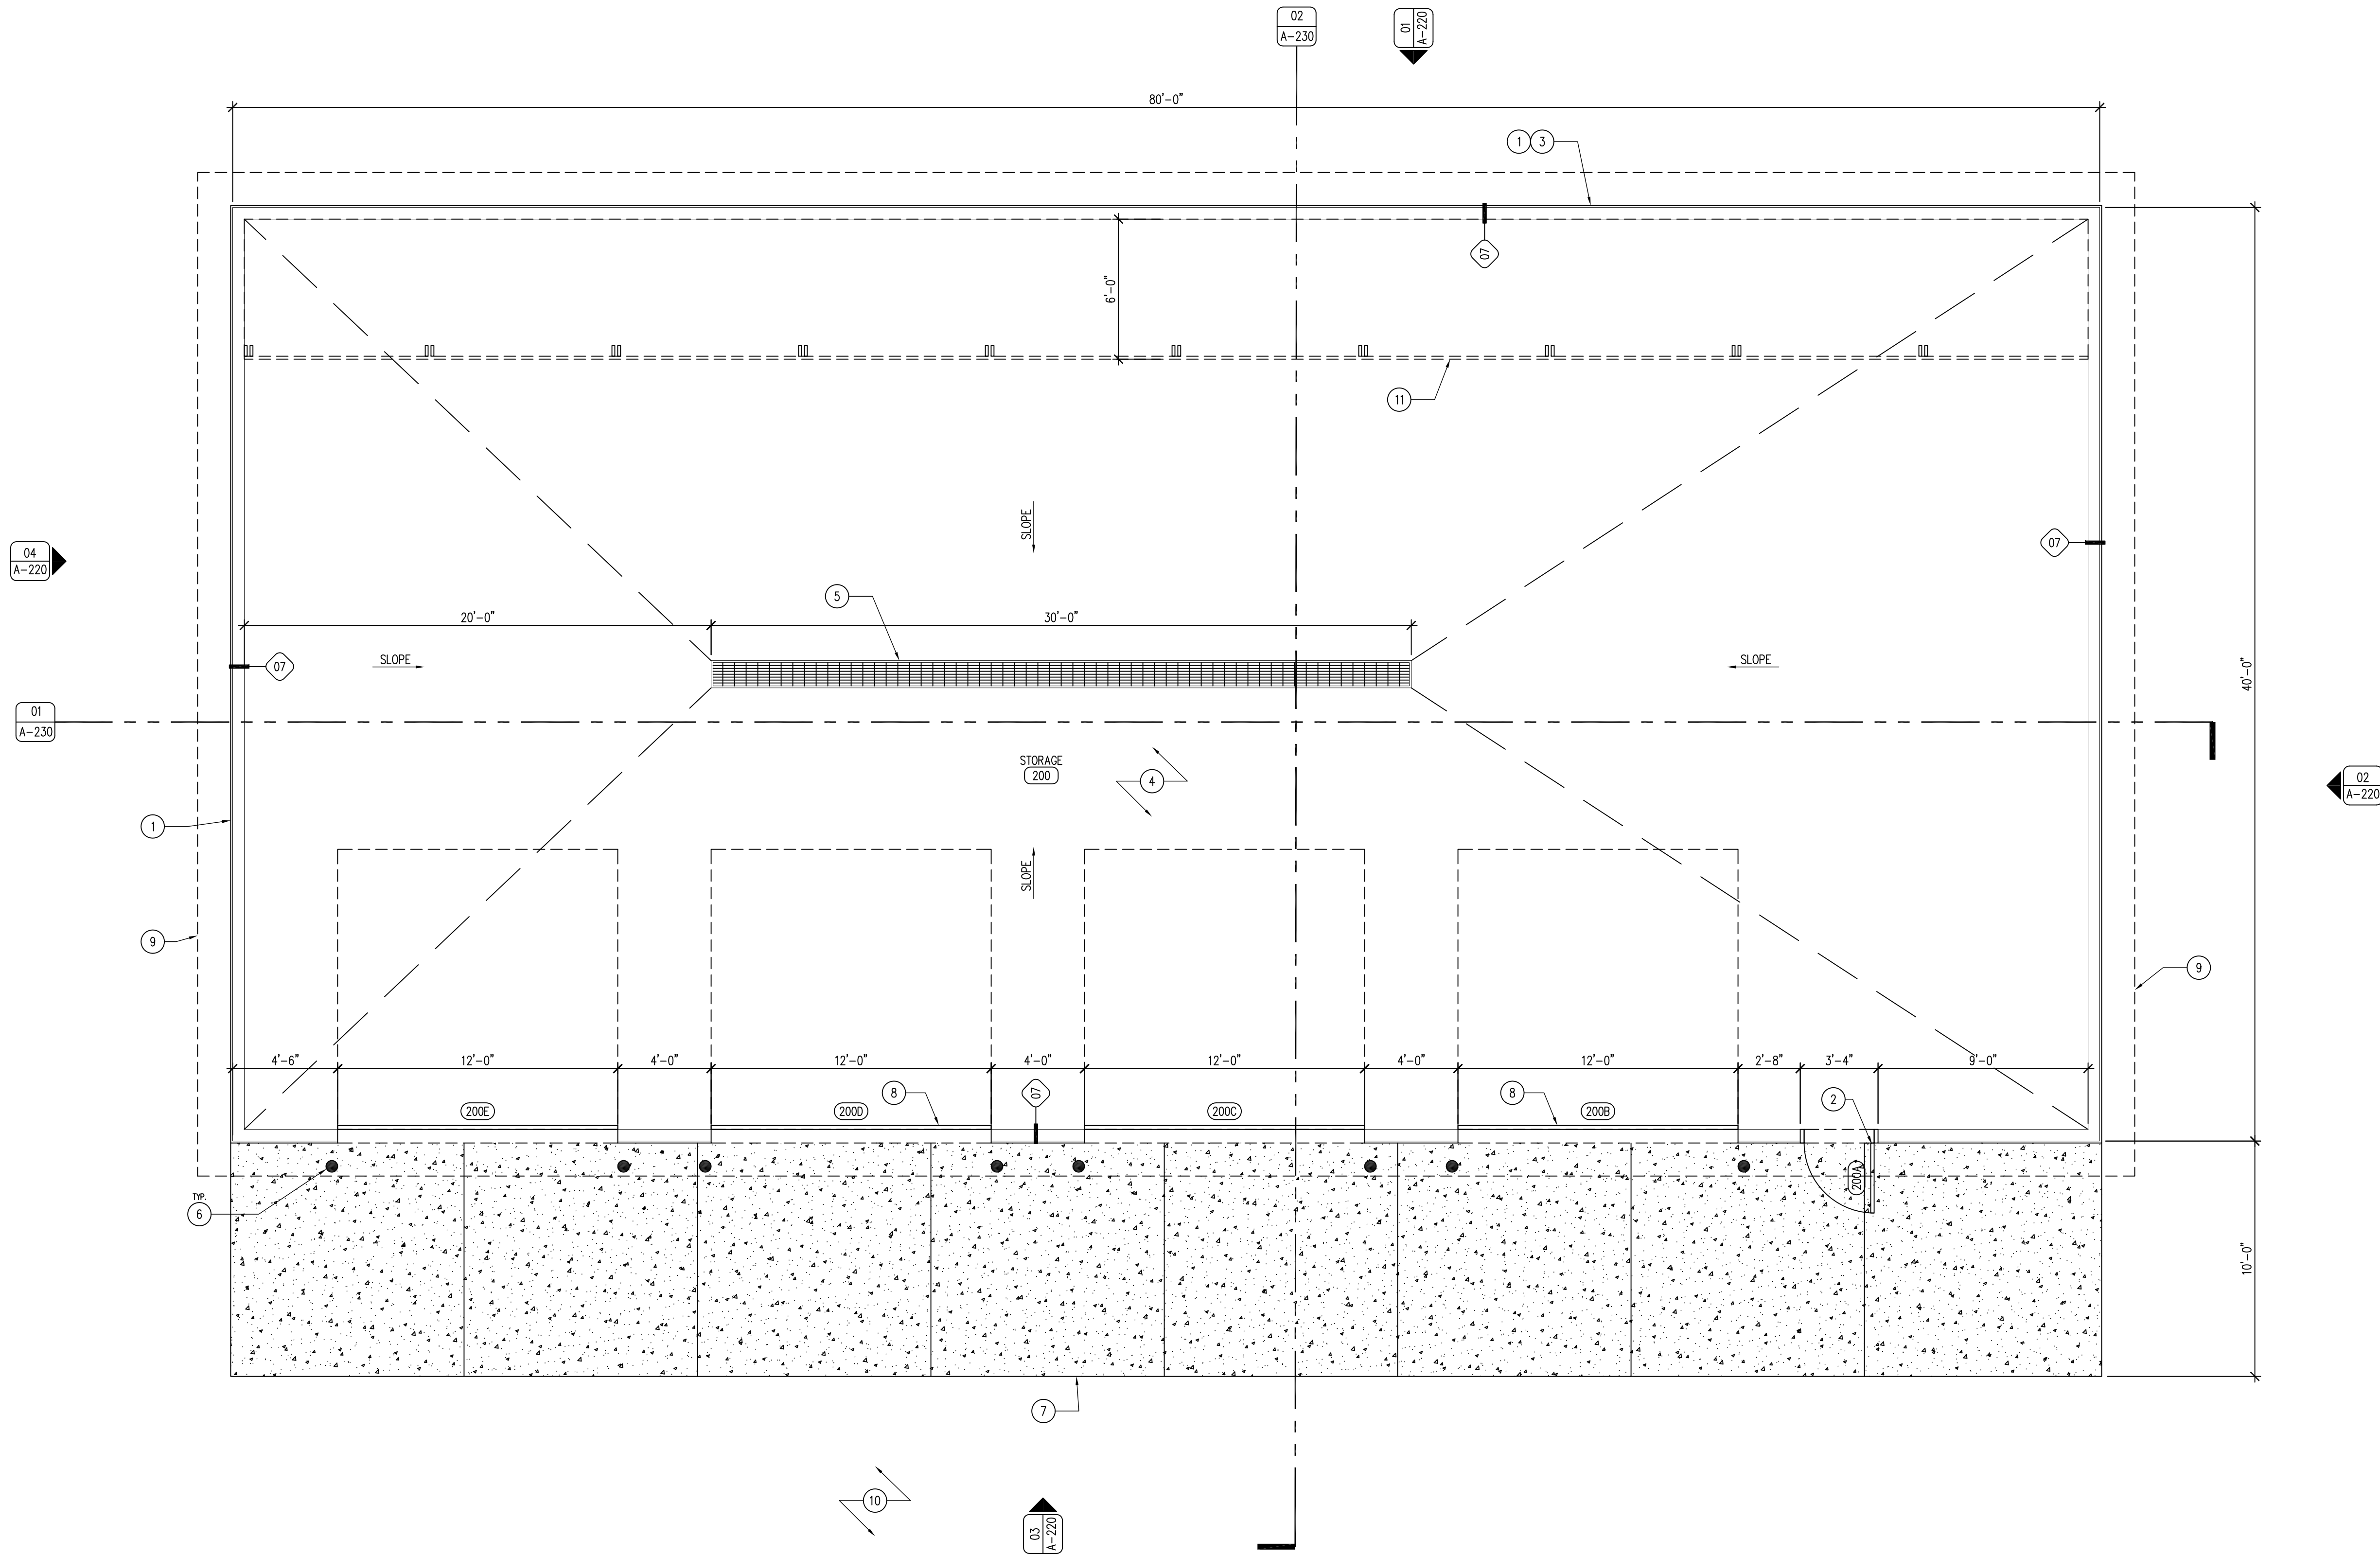 02
A-230
01
A-220
80'-0"
1 3
07
6'-0"
11
SLOPE
04
A-220
07
5
20'-0" 30'-0"
SLOPE
SLOPE
07
40'-0"
01
A-230
STORAGE
200
4
02
A-220
1
SLOPE
9
9
4'-6" 12'-0" 4'-0" 12'-0" 4'-0" 12'-0" 4'-0" 12'-0" 2'-8" 3'-4" 9'-0"
8
07
8
2
200E 200D 200C 200B
200A
TYP.
6
10'-0"
7
10
03
A-220